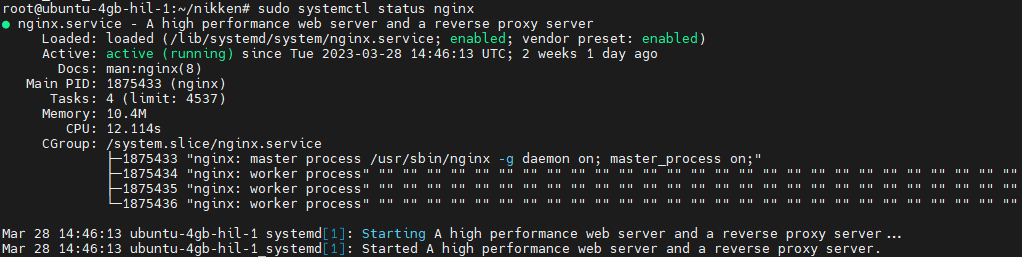 root@ubuntu-4gb-hil-1:~/nikken# sudo systemctl status nginx
● nginx.service - A high performance web server and a reverse proxy server
     Loaded: loaded (/lib/systemd/system/nginx.service; enabled; vendor preset: enabled)
     Active: active (running) since Tue 2023-03-28 14:46:13 UTC; 2 weeks 1 day ago
       Docs: man:nginx(8)
   Main PID: 1875433 (nginx)
      Tasks: 4 (limit: 4537)
     Memory: 10.4M
        CPU: 12.114s
     CGroup: /system.slice/nginx.service
             ├─1875433 "nginx: master process /usr/sbin/nginx -g daemon on; master_process on;"
             ├─1875434 "nginx: worker process" "" "" "" "" "" "" "" "" "" "" "" "" "" "" "" "" "" "" "" "" "" "" "" "" "" "" ""
             ├─1875435 "nginx: worker process" "" "" "" "" "" "" "" "" "" "" "" "" "" "" "" "" "" "" "" "" "" "" "" "" "" "" ""
             └─1875436 "nginx: worker process" "" "" "" "" "" "" "" "" "" "" "" "" "" "" "" "" "" "" "" "" "" "" "" "" "" "" ""
Mar 28 14:46:13 ubuntu-4gb-hil-1 systemd[1]: Starting A high performance web server and a reverse proxy server...
Mar 28 14:46:13 ubuntu-4gb-hil-1 systemd[1]: Started A high performance web server and a reverse proxy server.